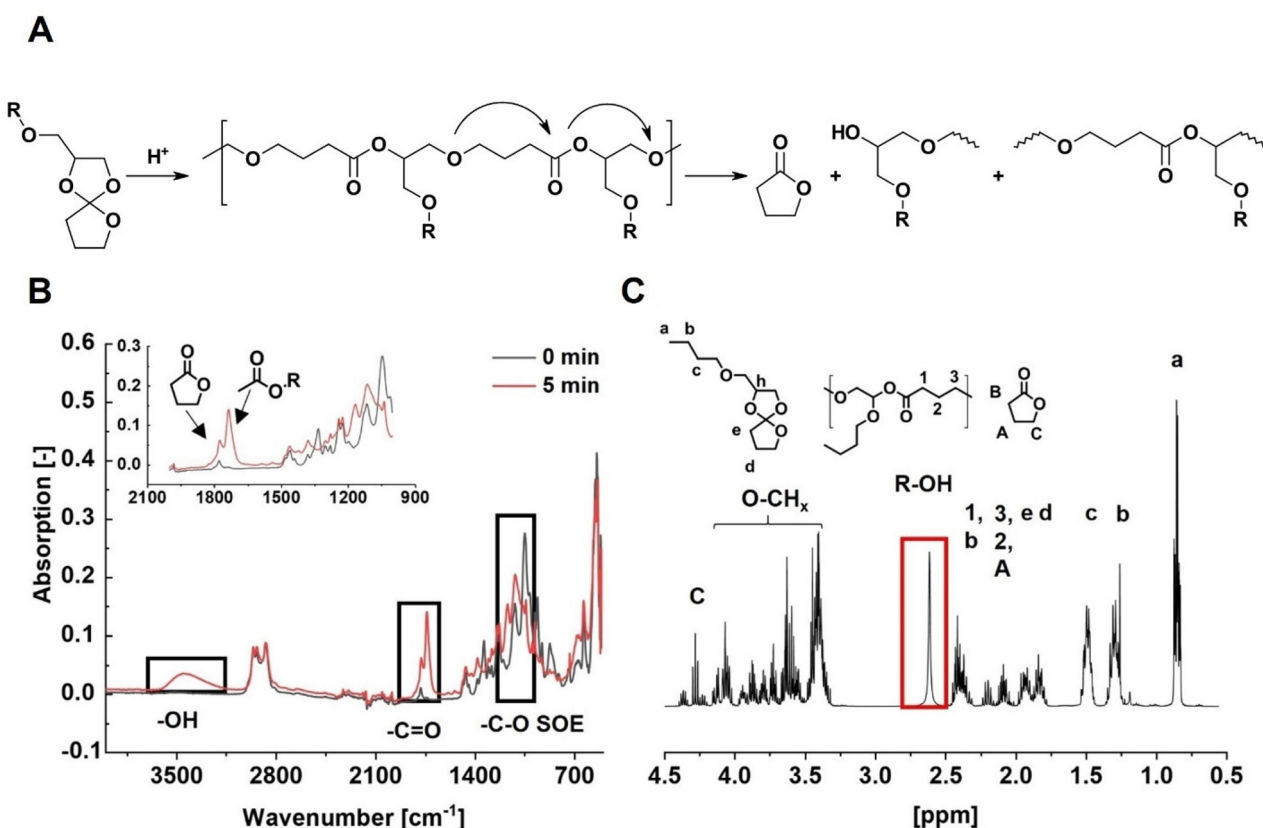 A
R
O
O
O
O
H+
O
O
O
O
R
O
O
O
O
R
O
O
O
+
HO
O
O
R
+
O
O
O
O
R
B
0.6
0.5
0.4
0.3
0.2
0.1
0.0
-0.1
Absorption [-]
0.3
0.2
0.1
0.0
2100 1800 1500 1200 900
O
O
O
O
R
0 min
5 min
-OH
-C=O
-C-O SOE
3500 2800 2100 1400 700
Wavenumber [cm-1]
C
a b
c
O
h
O
O
O
e
d
O
O
O
O
1 3
2
B
O
O
A
C
O-CHx
R-OH
1, 3, e d c b
b 2,
A
a
C
4.5 4.0 3.5 3.0 2.5 2.0 1.5 1.0 0.5
[ppm]